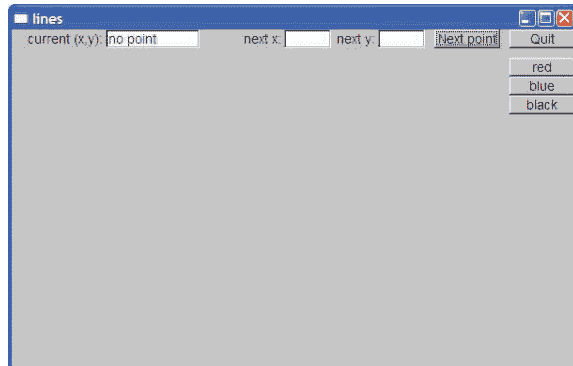 lines
current (x,y): no point next x: next y: Next point Quit
red
blue
black